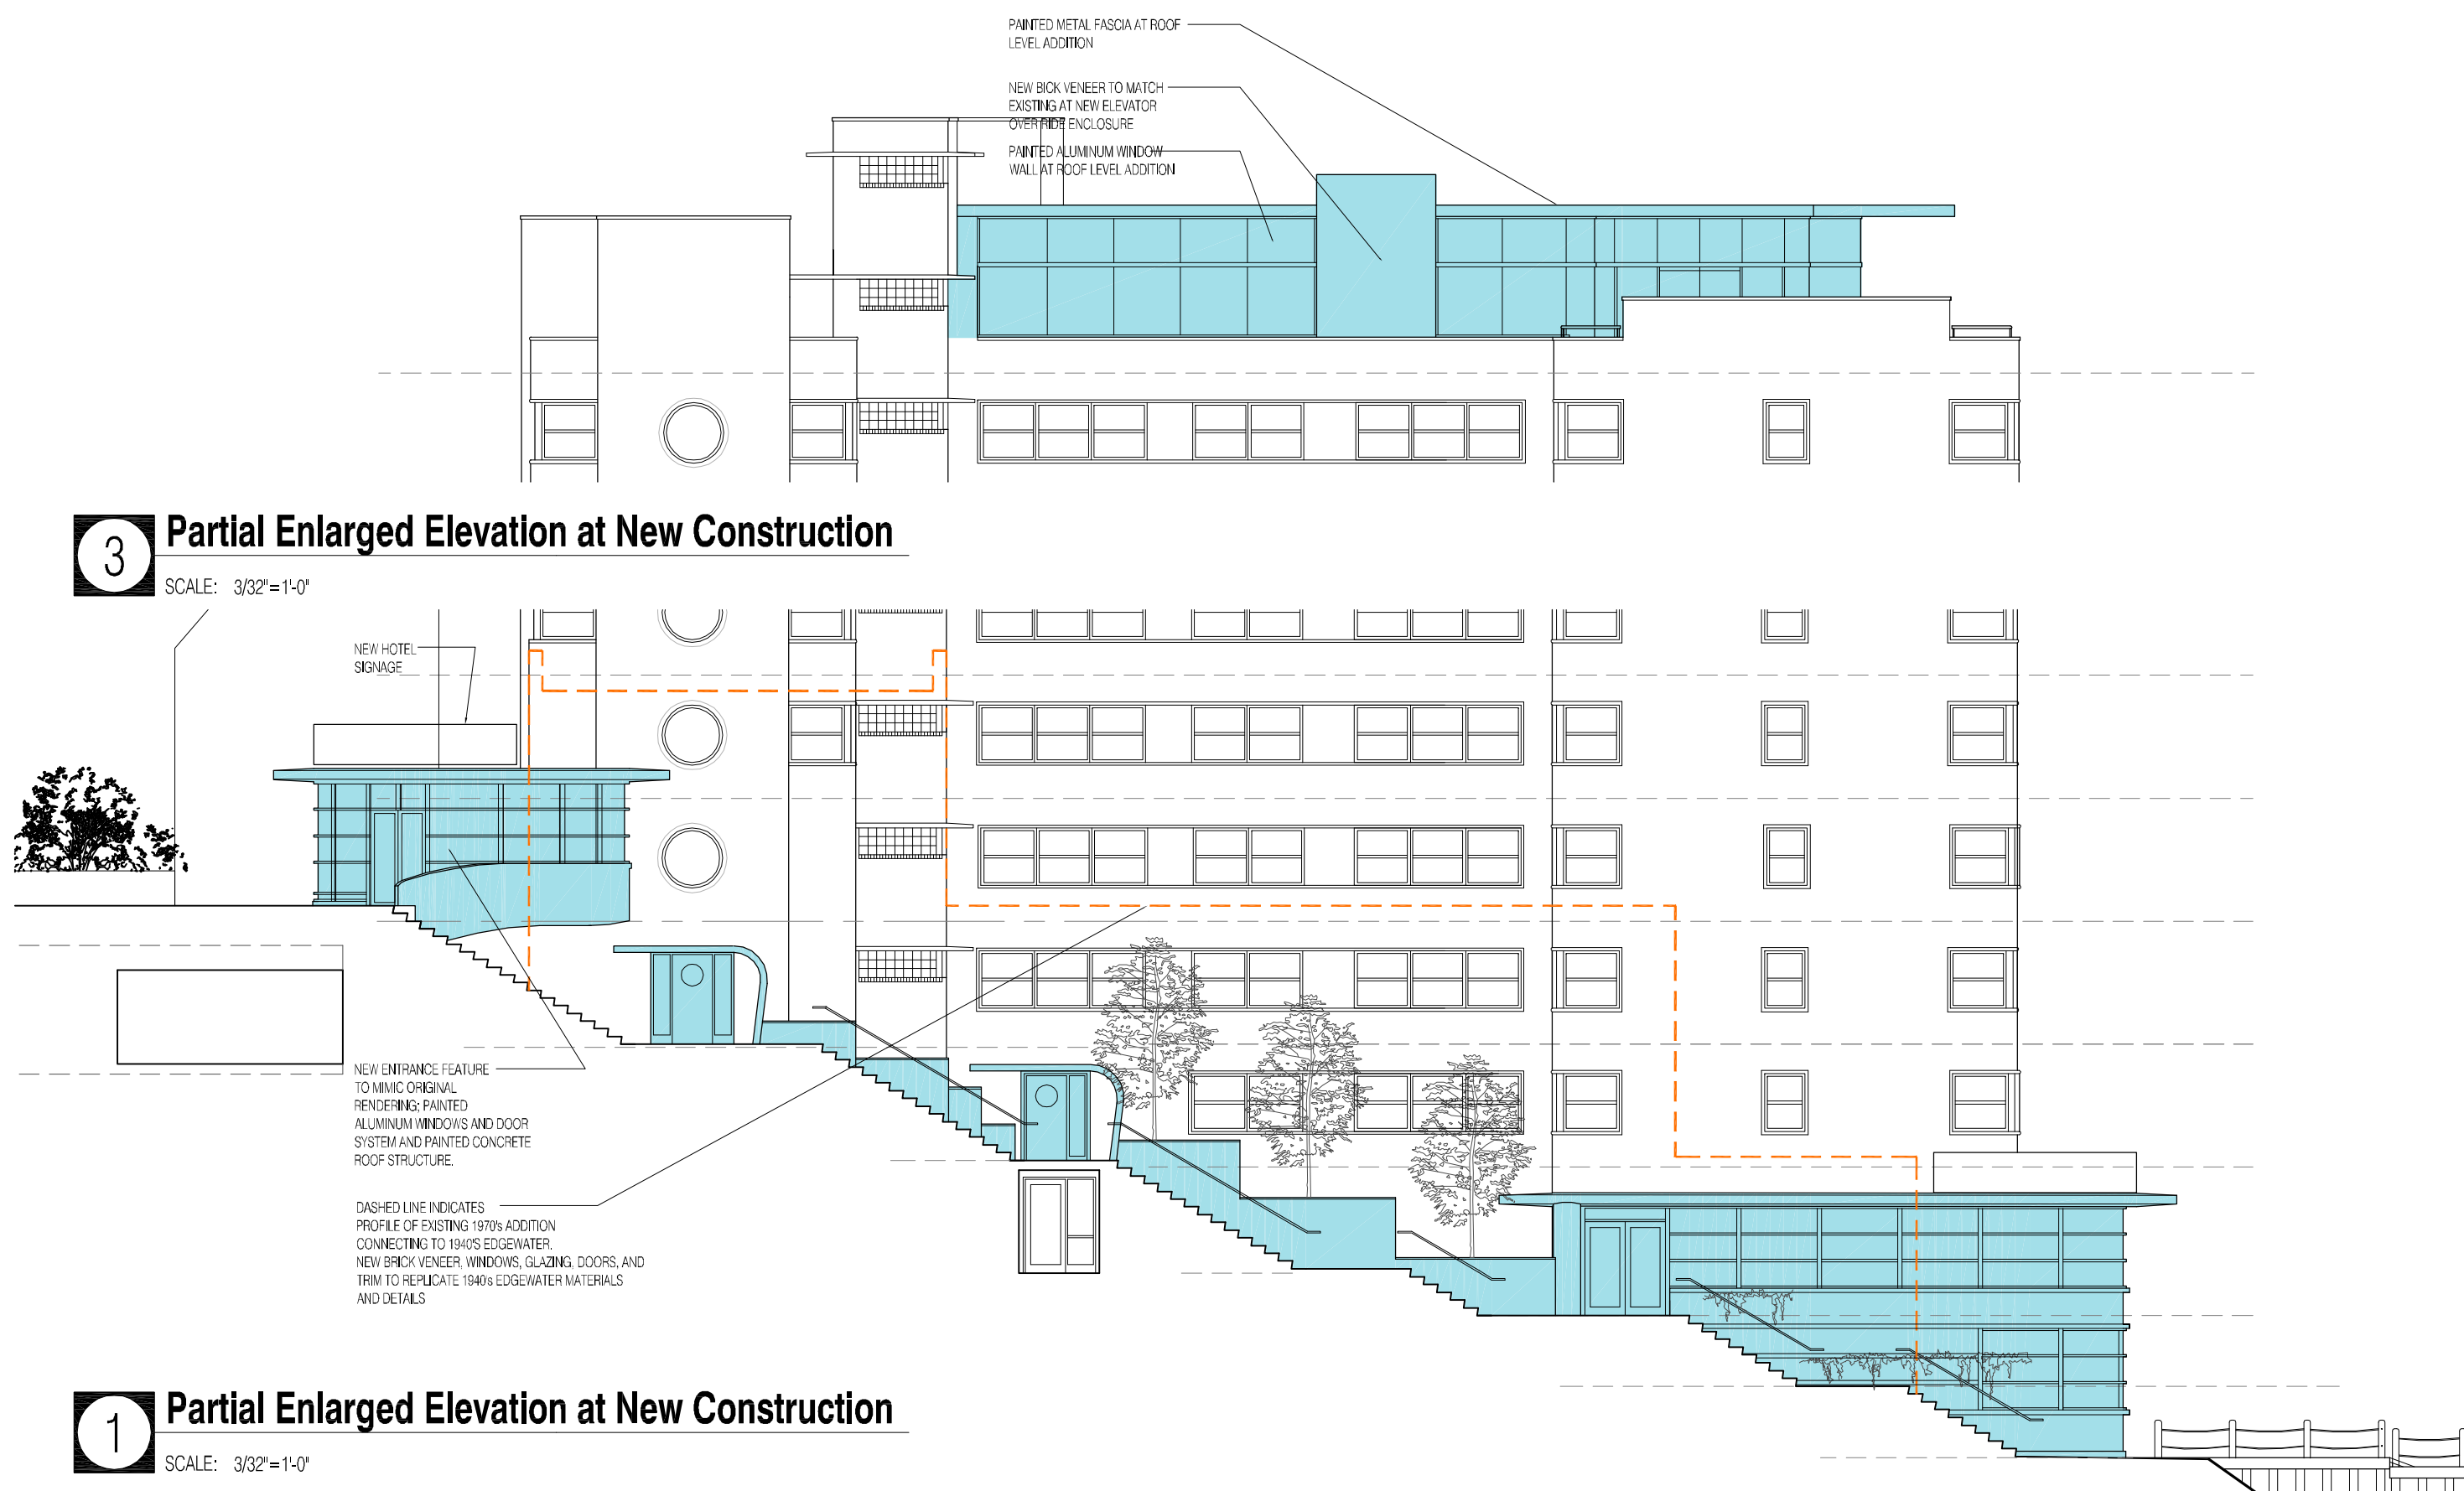 PAINTED METAL FASCIA AT ROOF
LEVEL ADDITION
NEW BICK VENEER TO MATCH
EXISTING AT NEW ELEVATOR
OVER RIDE ENCLOSURE
PAINTED ALUMINUM WINDOW
WALL AT ROOF LEVEL ADDITION
3
Partial Enlarged Elevation at New Construction
SCALE: 3/32"=1'-0"
NEW HOTEL
SIGNAGE
NEW ENTRANCE FEATURE
TO MIMIC ORIGINAL
RENDERING; PAINTED
ALUMINUM WINDOWS AND DOOR
SYSTEM AND PAINTED CONCRETE
ROOF STRUCTURE.
DASHED LINE INDICATES
PROFILE OF EXISTING 1970's ADDITION
CONNECTING TO 1940'S EDGEWATER.
NEW BRICK VENEER, WINDOWS, GLAZING, DOORS, AND
TRIM TO REPLICATE 1940's EDGEWATER MATERIALS
AND DETAILS
1
Partial Enlarged Elevation at New Construction
SCALE: 3/32"=1'-0"